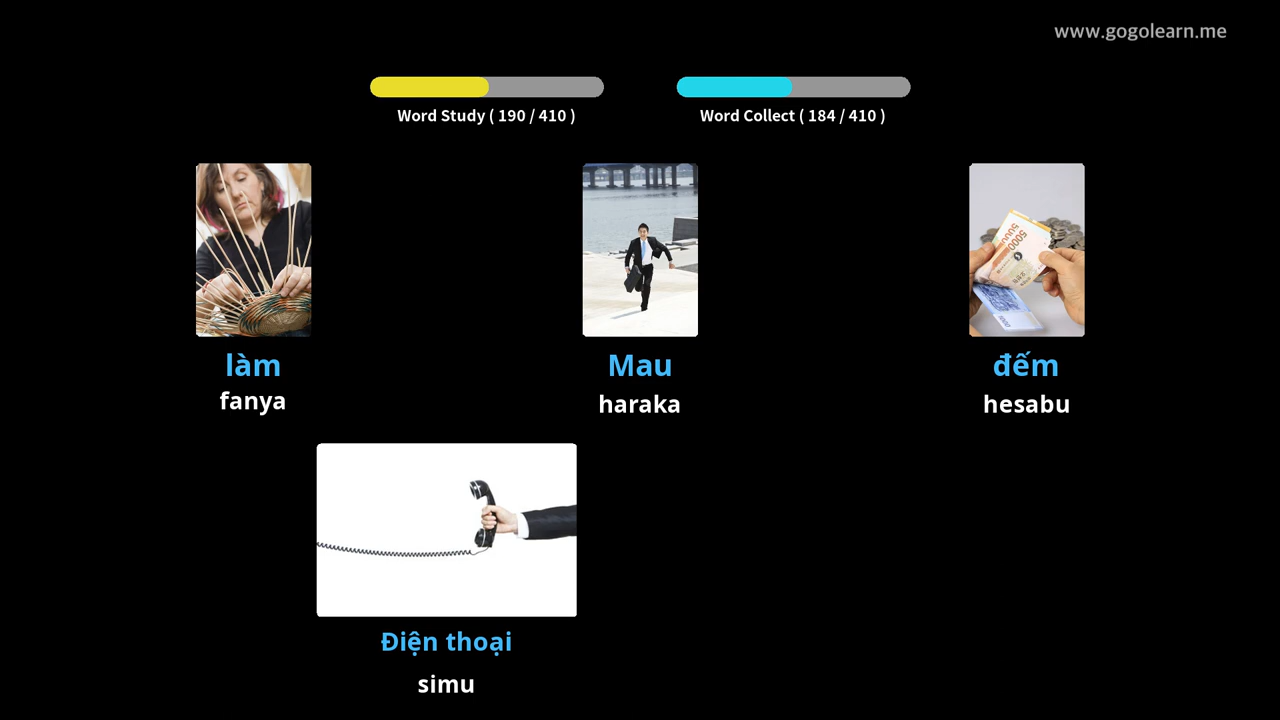 www.gogolearn.me
Word Study ( 190 / 410 )
Word Collect ( 184 / 410 )
làm
fanya
Mau
haraka
đếm
hesabu
Điện thoại
simu